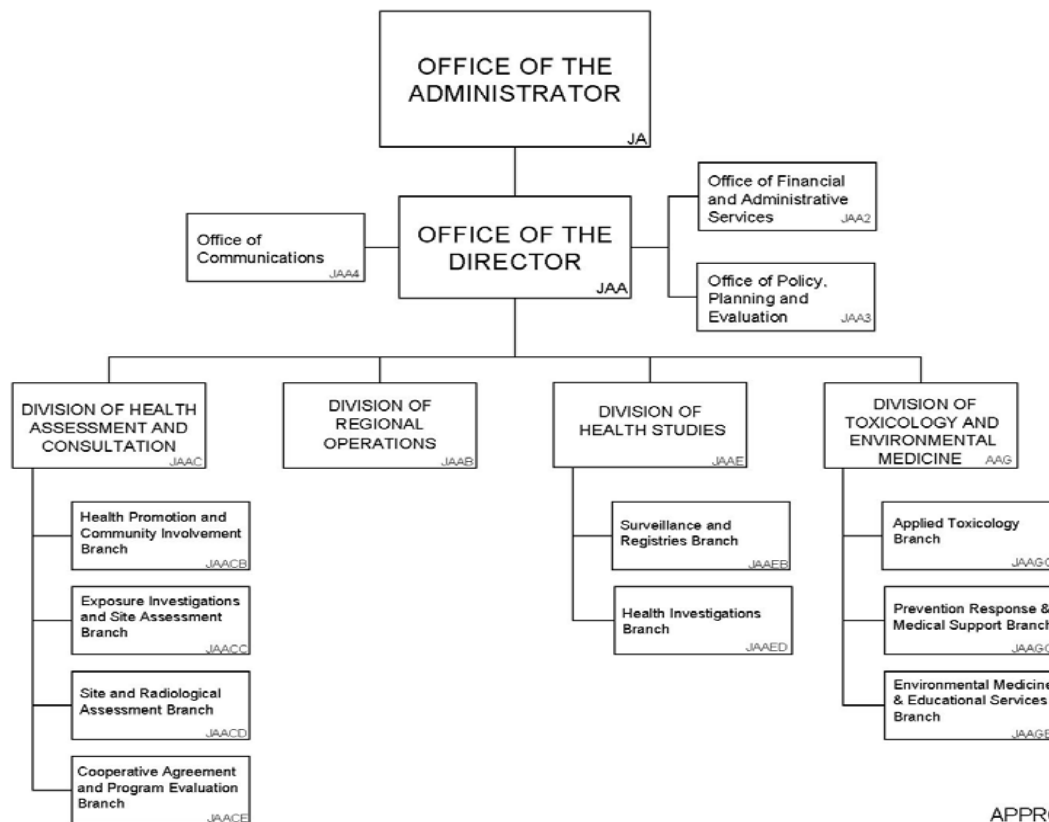 OFFICE OF THE
ADMINISTRATOR
JA
Office of Financial
and Administrative
Services
JAA2
Office of
Communications
JAA4
OFFICE OF THE
DIRECTOR
JAA
Office of Policy,
Planning and
Evaluation
JAA3
DIVISION OF HEALTH
ASSESSMENT AND
CONSULTATION
JAAC
DIVISION OF
REGIONAL
OPERATIONS
JAAB
DIVISION OF
HEALTH STUDIES
JAAE
DIVISION OF
TOXICOLOGY AND
ENVIRONMENTAL
MEDICINE
AAG
Health Promotion and
Community Involvement
Branch
JAACB
Exposure Investigations
and Site Assessment
Branch
JAACC
Site and Radiological
Assessment Branch
JAACD
Cooperative Agreement
and Program Evaluation
Branch
JAACE
Surveillance and
Registries Branch
JAAEB
Health Investigations
Branch
JAAED
Applied Toxicology
Branch
Prevention Response &
Medical Support Branch
Environmental Medicine
& Educational Services
Branch